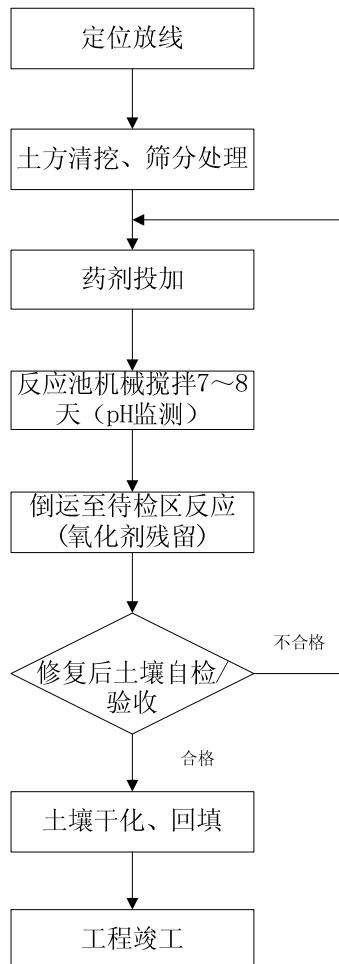 定位放线
土方清挖、筛分处理
药剂投加
反应池机械搅拌7～8
天（pH监测）
倒运至待检区反应
(氧化剂残留)
不合格
修复后土壤自检/
验收
合格
土壤干化、回填
工程竣工